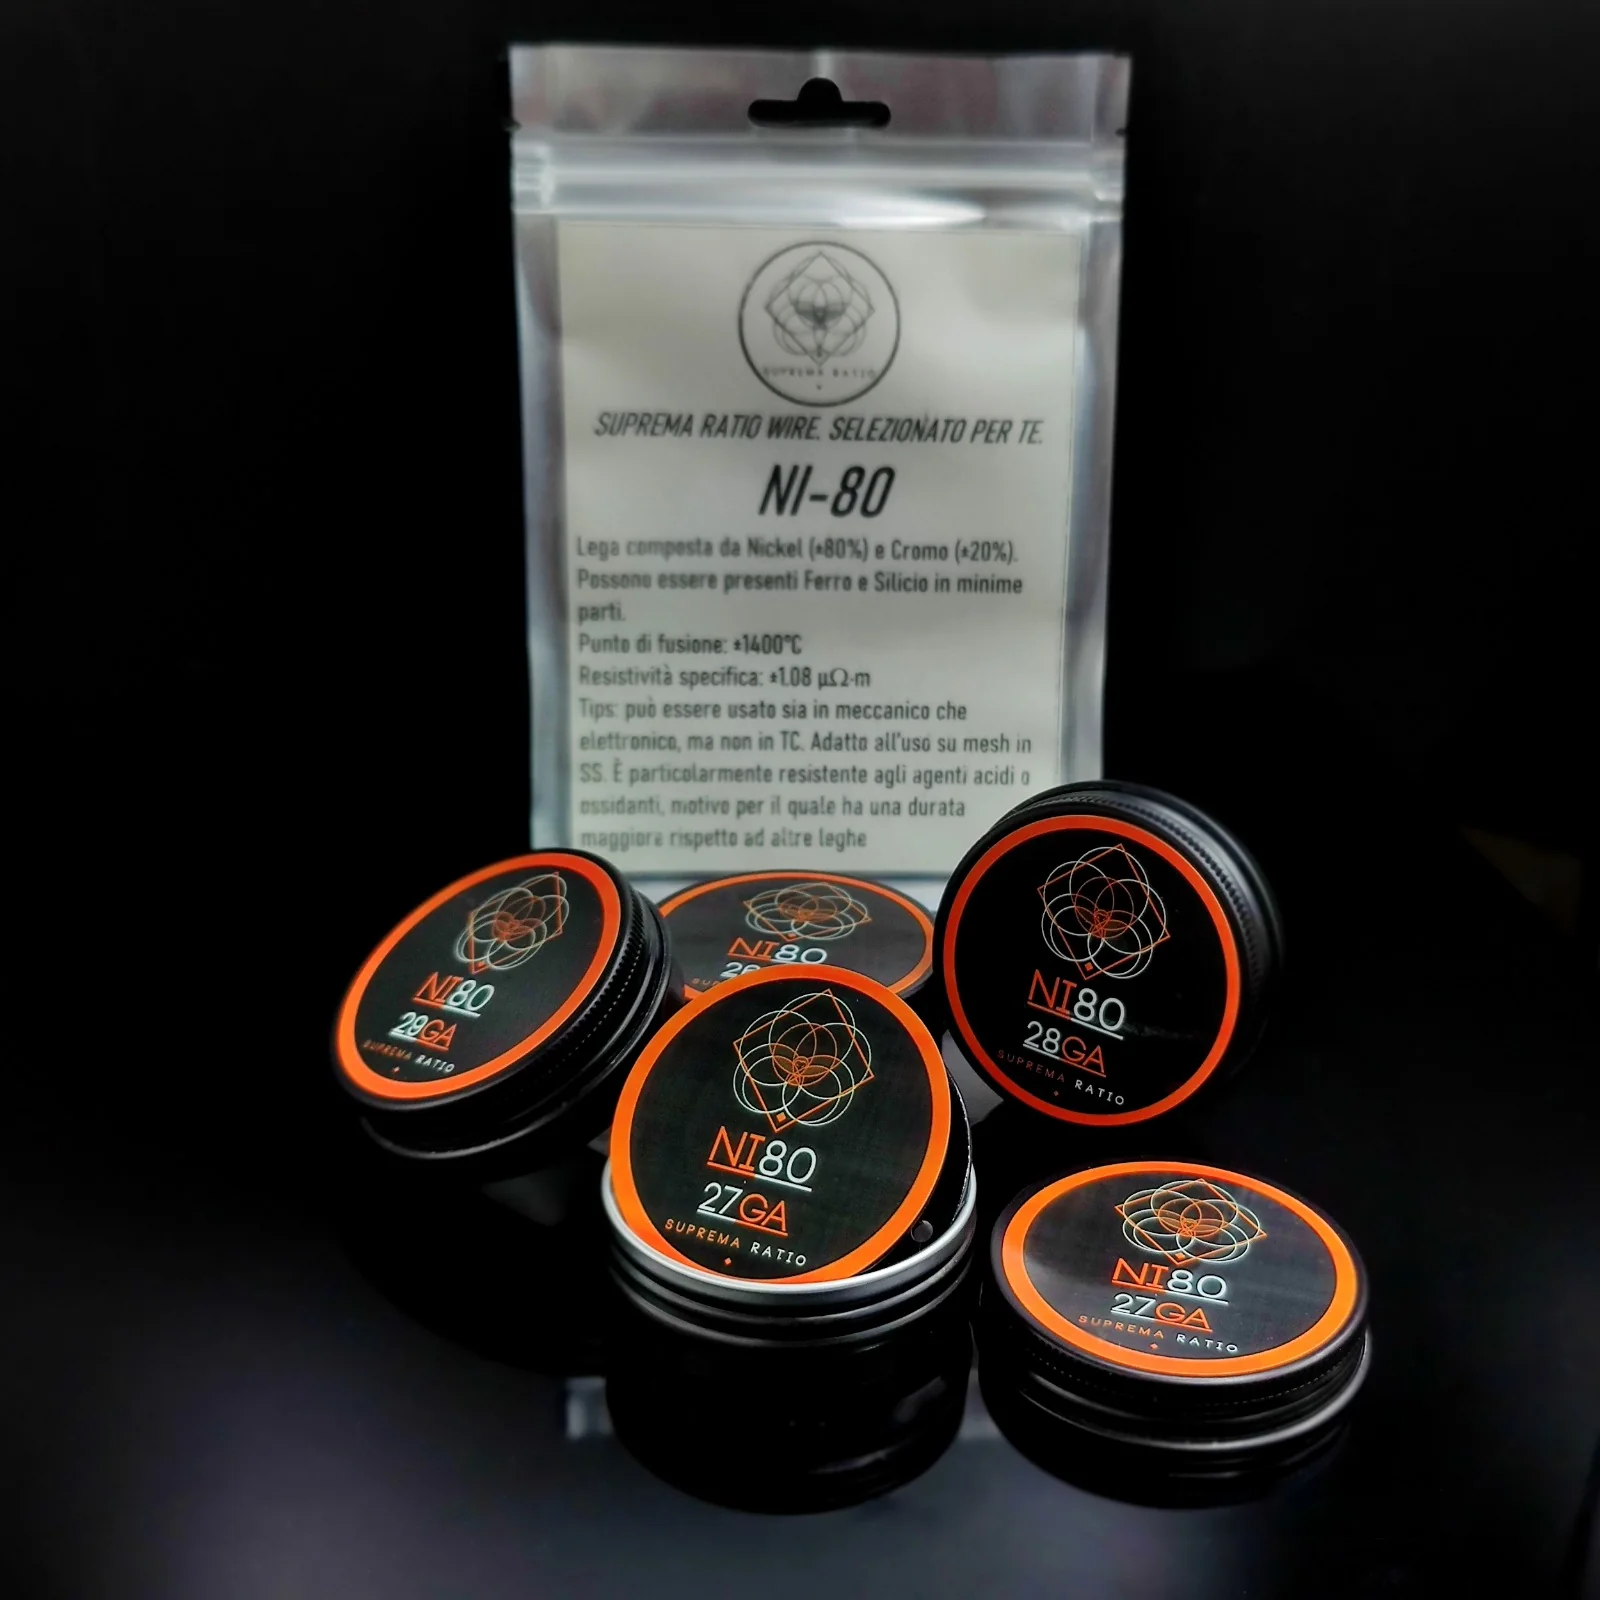 SUPREMA RATIO
SUPREMA RATIO WIRE. SELEZIONATO PER TE.
NI-80
Lega composta da Nickel (±80%) e Cromo (±20%).
Possono essere presenti Ferro e Silicio in minime
parti.
Punto di fusione: ±1400°C
Resistività specifica: ±1.08 µΩ·m
Tips: può essere usato sia in meccanico che
elettronico, ma non in TC. Adatto all'uso su mesh in
SS. È particolarmente resistente agli agenti acidi o
ossidanti, motivo per il quale ha una durata
maggiore rispetto ad altre leghe
NI80
GA
SUPREMA RATIO
NI80
NI80
28GA
SUPREMA RATIO
NI80
27GA
SUPREMA RATIO
NI80
27GA
SUPREMA RATIO